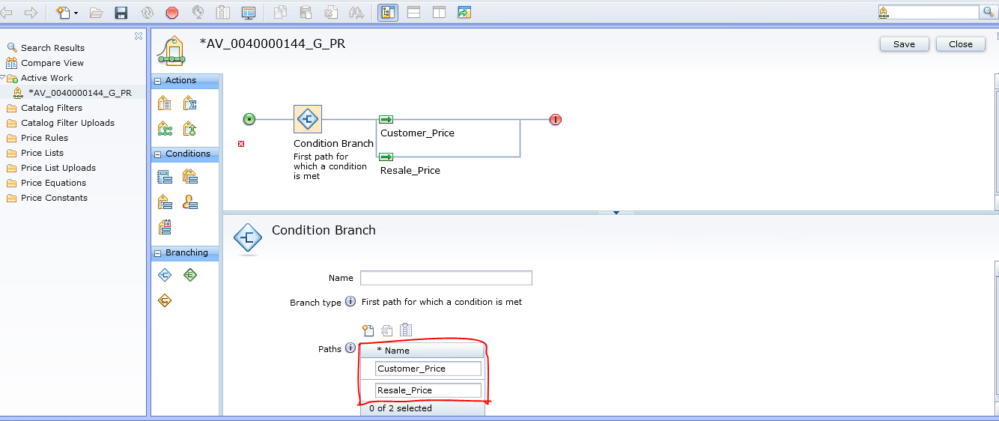 *AV_0040000144_G_PR
Save
Close
Search Results
Compare View
Active Work
*AV_0040000144_G_PR
Catalog Filters
Catalog Filter Uploads
Price Rules
Price Lists
Price List Uploads
Price Equations
Price Constants
Actions
Conditions
Branching
Condition Branch
First path for
which a condition
is met
Customer_Price
Resale_Price
Condition Branch
Name
Branch type
First path for which a condition is met
Paths
* Name
Customer_Price
Resale_Price
0 of 2 selected